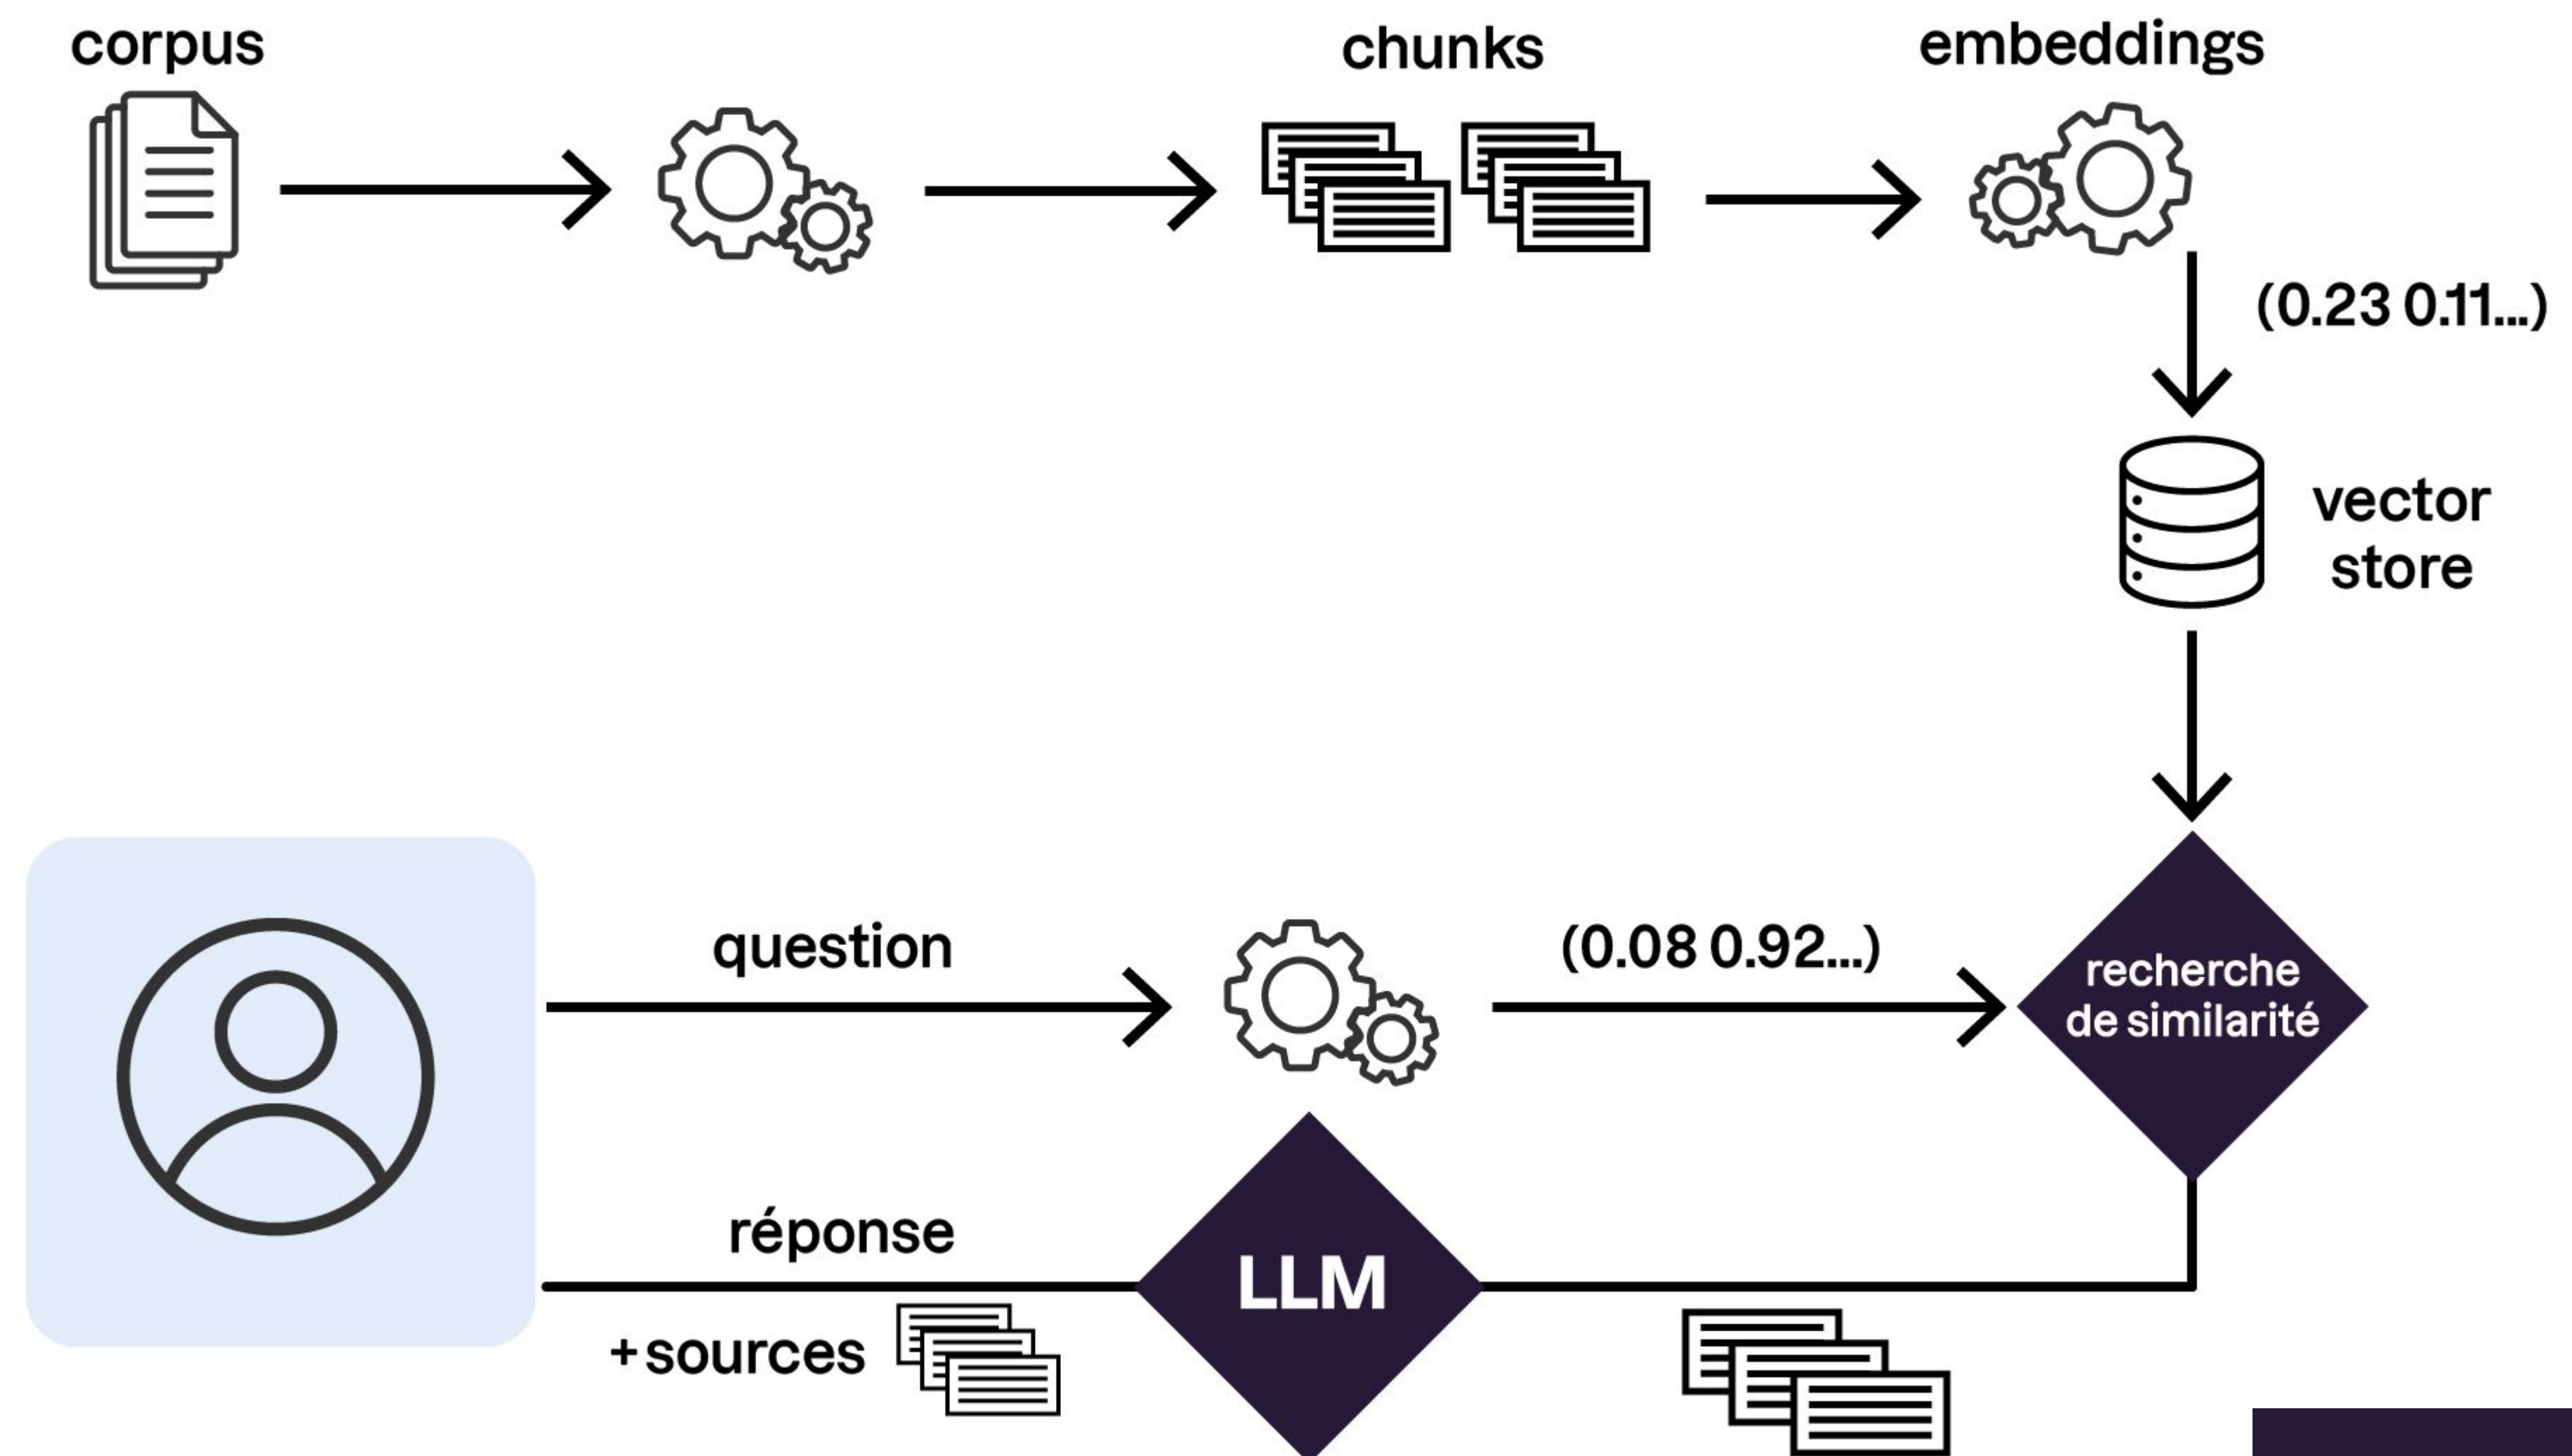 corpus
chunks
embeddings
(0.23 0.11...)
vector
store
question
(0.08 0.92...)
recherche
de similarité
réponse
LLM
+sources